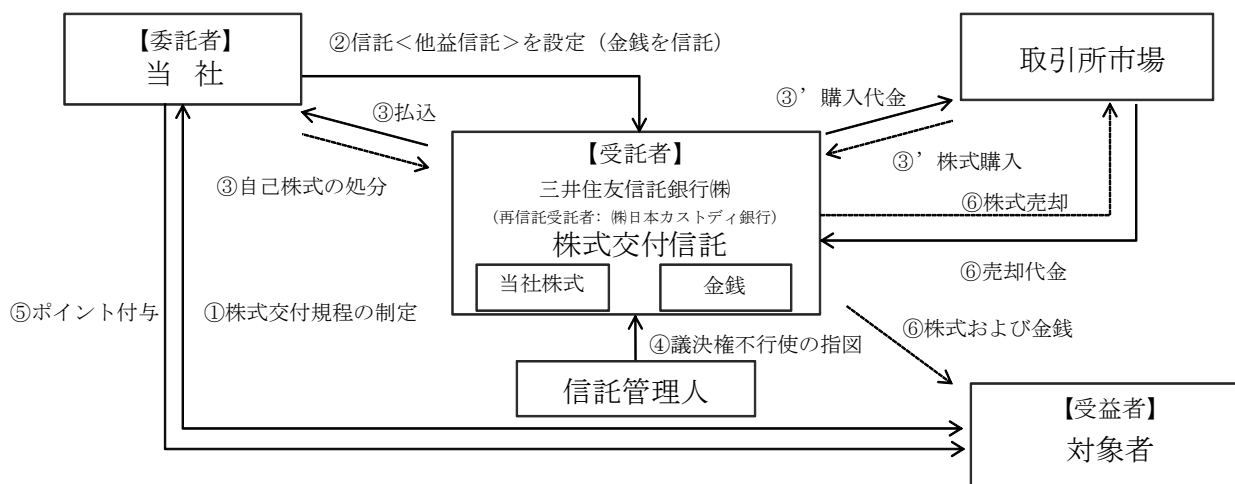 【委託者】
当 社
②信託＜他益信託＞を設定（金銭を信託）
取引所市場
③払込
③自己株式の処分
③’購入代金
③’株式購入
【受託者】
三井住友信託銀行㈱
（再信託受託者：㈱日本カストディ銀行）
株式交付信託
当社株式
金銭
⑥株式売却
⑥売却代金
⑤ポイント付与
①株式交付規程の制定
④議決権不行使の指図
⑥株式および金銭
信託管理人
【受益者】
対象者